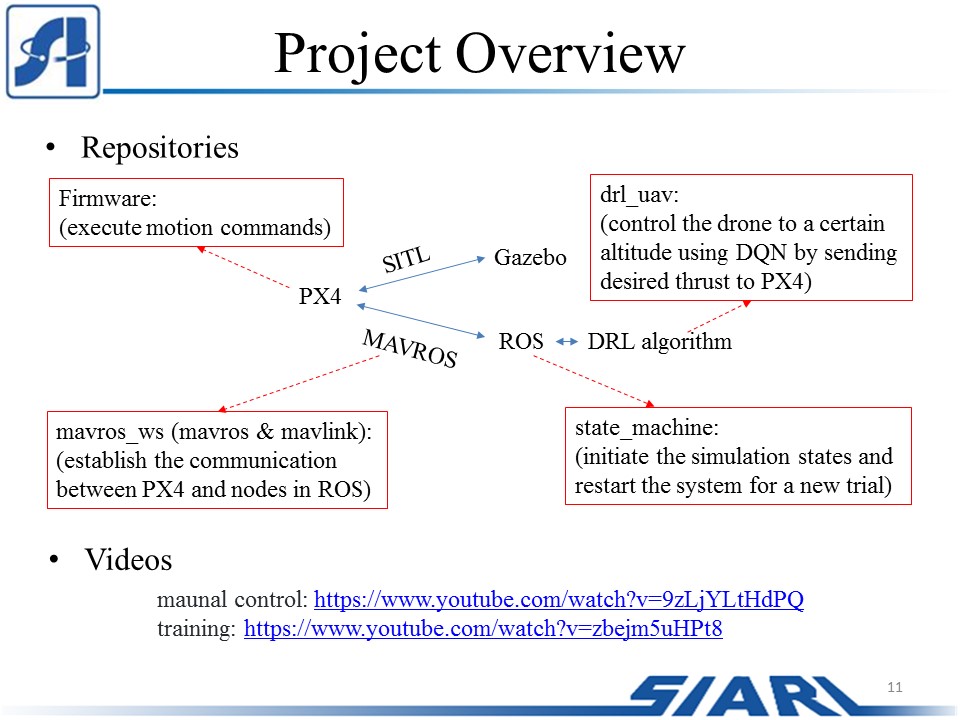 Project Overview
• Repositories
Firmware:
(execute motion commands)
drl_uav:
(control the drone to a certain
altitude using DQN by sending
desired thrust to PX4)
SITL
Gazebo
PX4
MAVROS
ROS
DRL algorithm
mavros_ws (mavros & mavlink):
(establish the communication
between PX4 and nodes in ROS)
state_machine:
(initiate the simulation states and
restart the system for a new trial)
• Videos
maunal control: https://www.youtube.com/watch?v=9zLjYLtHdPQ
training: https://www.youtube.com/watch?v=zbejm5uHPt8
11